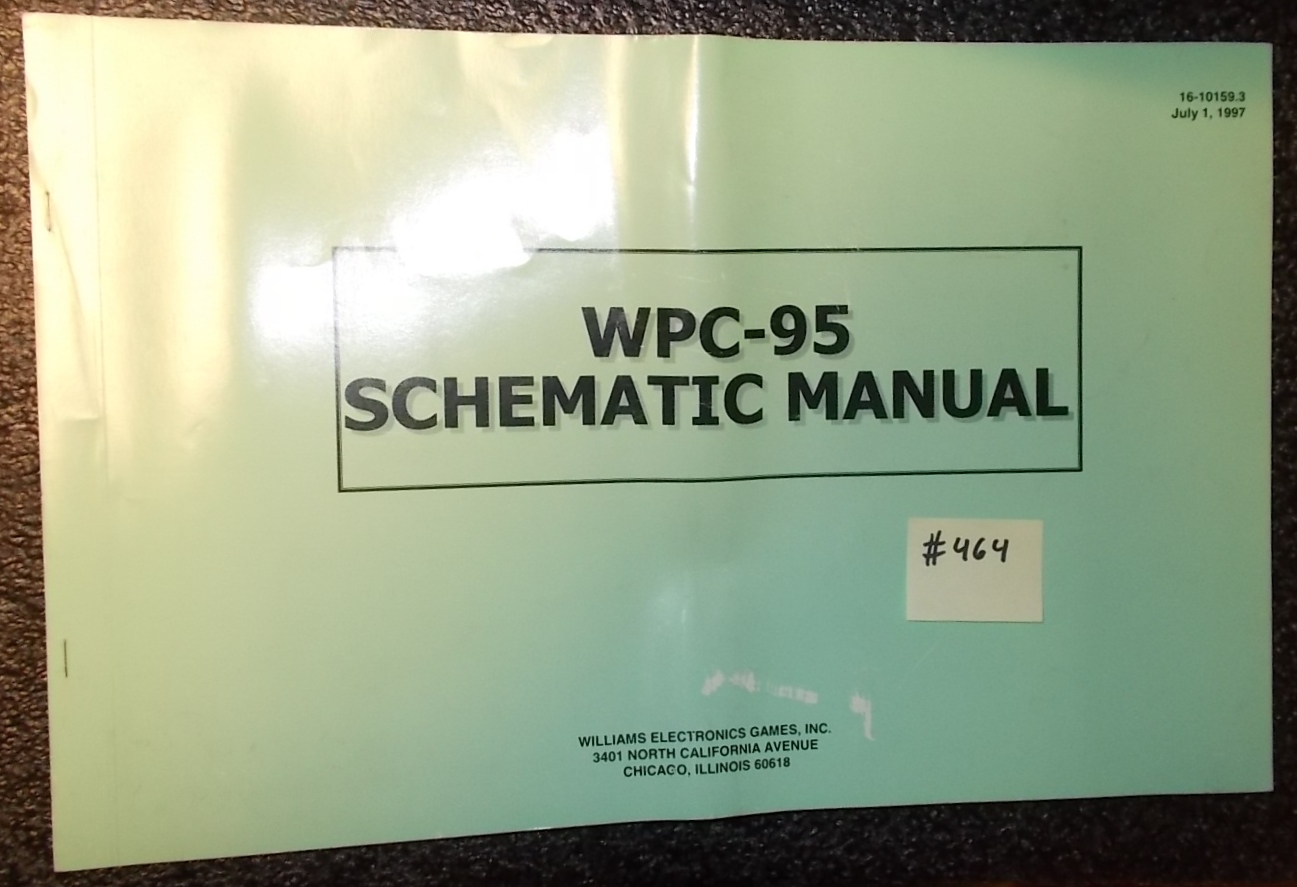 16-10159.3
July 1, 1997
WPC-95
SCHEMATIC MANUAL
#464
WILLIAMS ELECTRONICS GAMES, INC.
3401 NORTH CALIFORNIA AVENUE
CHICAGO, ILLINOIS 60618